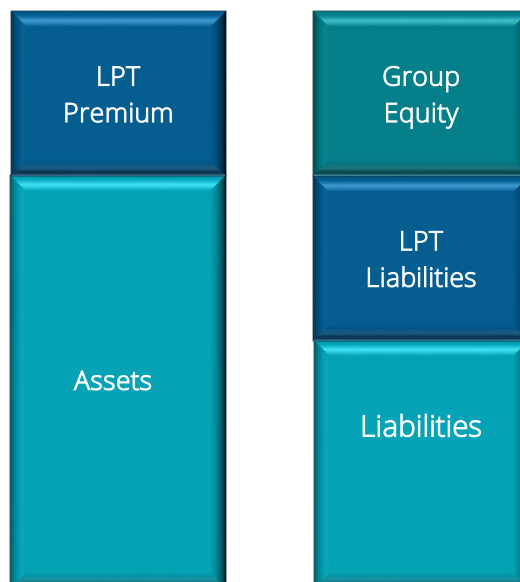 LPT
Premium
Assets
Group
Equity
LPT
Liabilities
Liabilities